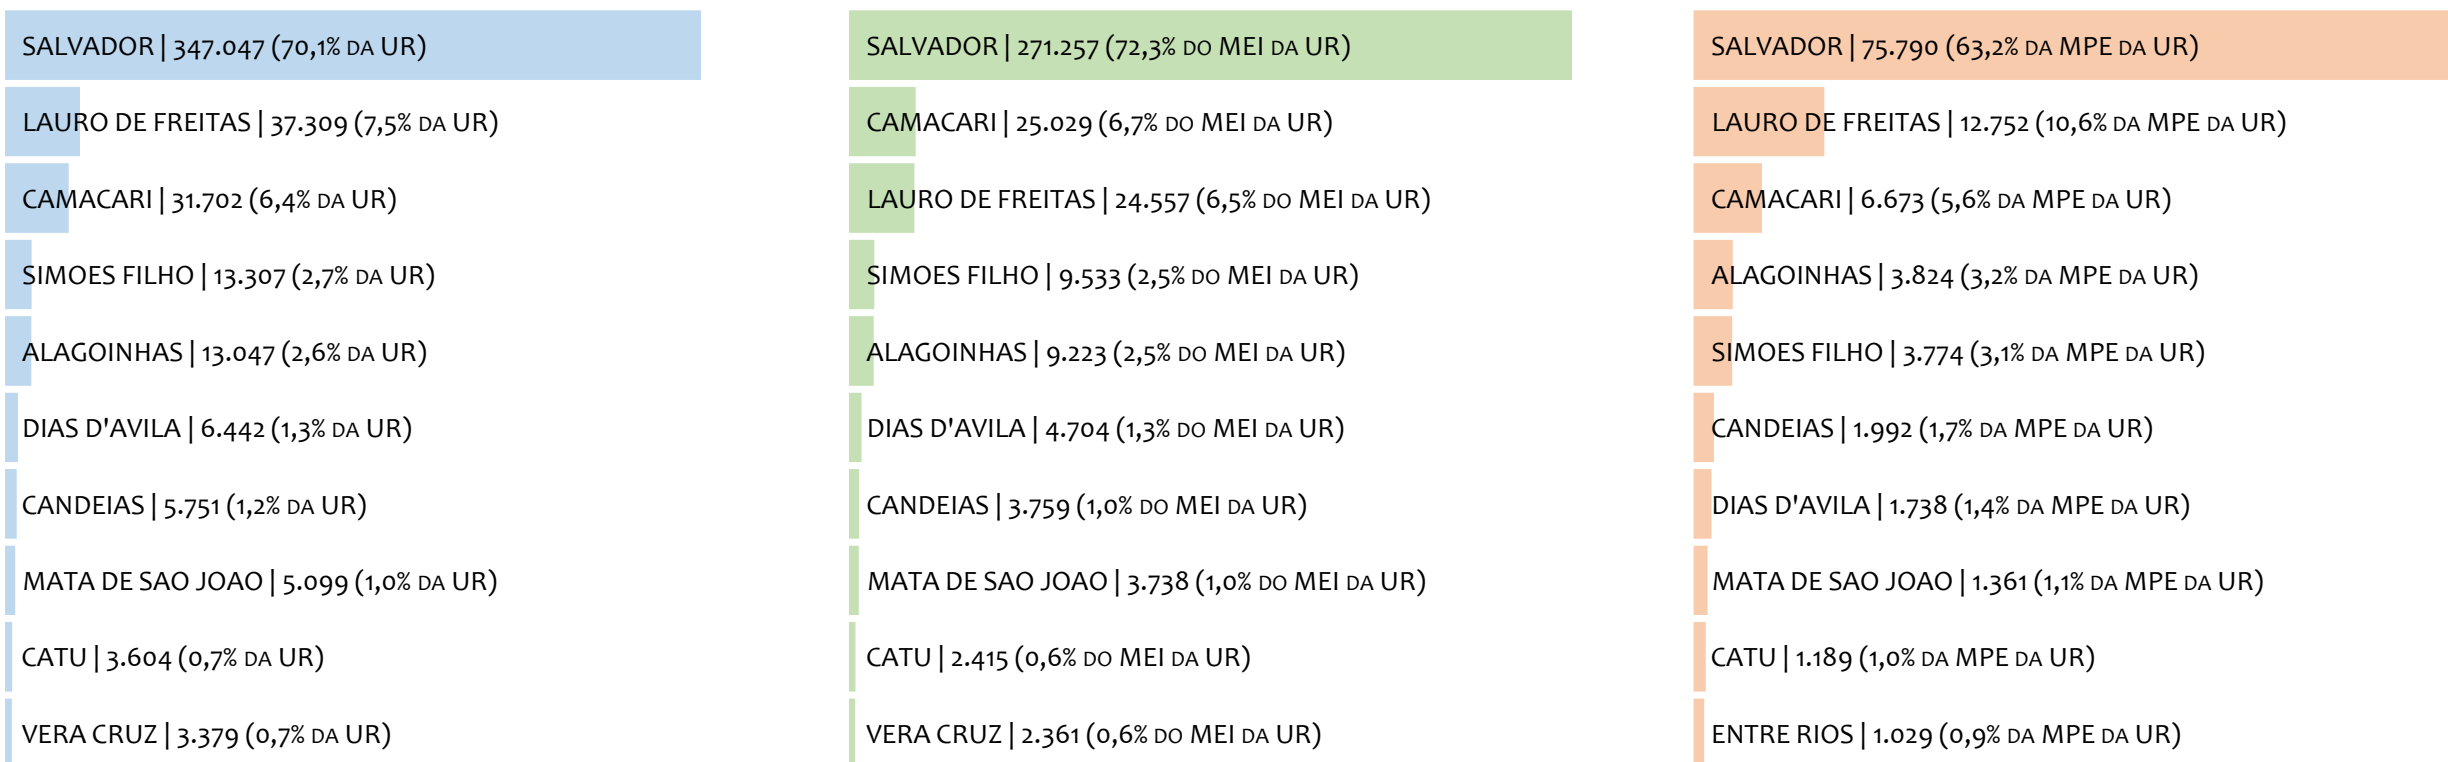 SALVADOR | 347.047 (70,1% DA UR)
LAURO DE FREITAS | 37.309 (7,5% DA UR)
CAMACARI | 31.702 (6,4% DA UR)
SIMOES FILHO | 13.307 (2,7% DA UR)
ALAGOINHAS | 13.047 (2,6% DA UR)
DIAS D'AVILA | 6.442 (1,3% DA UR)
CANDEIAS | 5.751 (1,2% DA UR)
MATA DE SAO JOAO | 5.099 (1,0% DA UR)
CATU | 3.604 (0,7% DA UR)
VERA CRUZ | 3.379 (0,7% DA UR)
SALVADOR | 271.257 (72,3% DO MEI DA UR)
CAMACARI | 25.029 (6,7% DO MEI DA UR)
LAURO DE FREITAS | 24.557 (6,5% DO MEI DA UR)
SIMOES FILHO | 9.533 (2,5% DO MEI DA UR)
ALAGOINHAS | 9.223 (2,5% DO MEI DA UR)
DIAS D'AVILA | 4.704 (1,3% DO MEI DA UR)
CANDEIAS | 3.759 (1,0% DO MEI DA UR)
MATA DE SAO JOAO | 3.738 (1,0% DO MEI DA UR)
CATU | 2.415 (0,6% DO MEI DA UR)
VERA CRUZ | 2.361 (0,6% DO MEI DA UR)
SALVADOR | 75.790 (63,2% DA MPE DA UR)
LAURO DE FREITAS | 12.752 (10,6% DA MPE DA UR)
CAMACARI | 6.673 (5,6% DA MPE DA UR)
ALAGOINHAS | 3.824 (3,2% DA MPE DA UR)
SIMOES FILHO | 3.774 (3,1% DA MPE DA UR)
CANDEIAS | 1.992 (1,7% DA MPE DA UR)
DIAS D'AVILA | 1.738 (1,4% DA MPE DA UR)
MATA DE SAO JOAO | 1.361 (1,1% DA MPE DA UR)
CATU | 1.189 (1,0% DA MPE DA UR)
ENTRE RIOS | 1.029 (0,9% DA MPE DA UR)